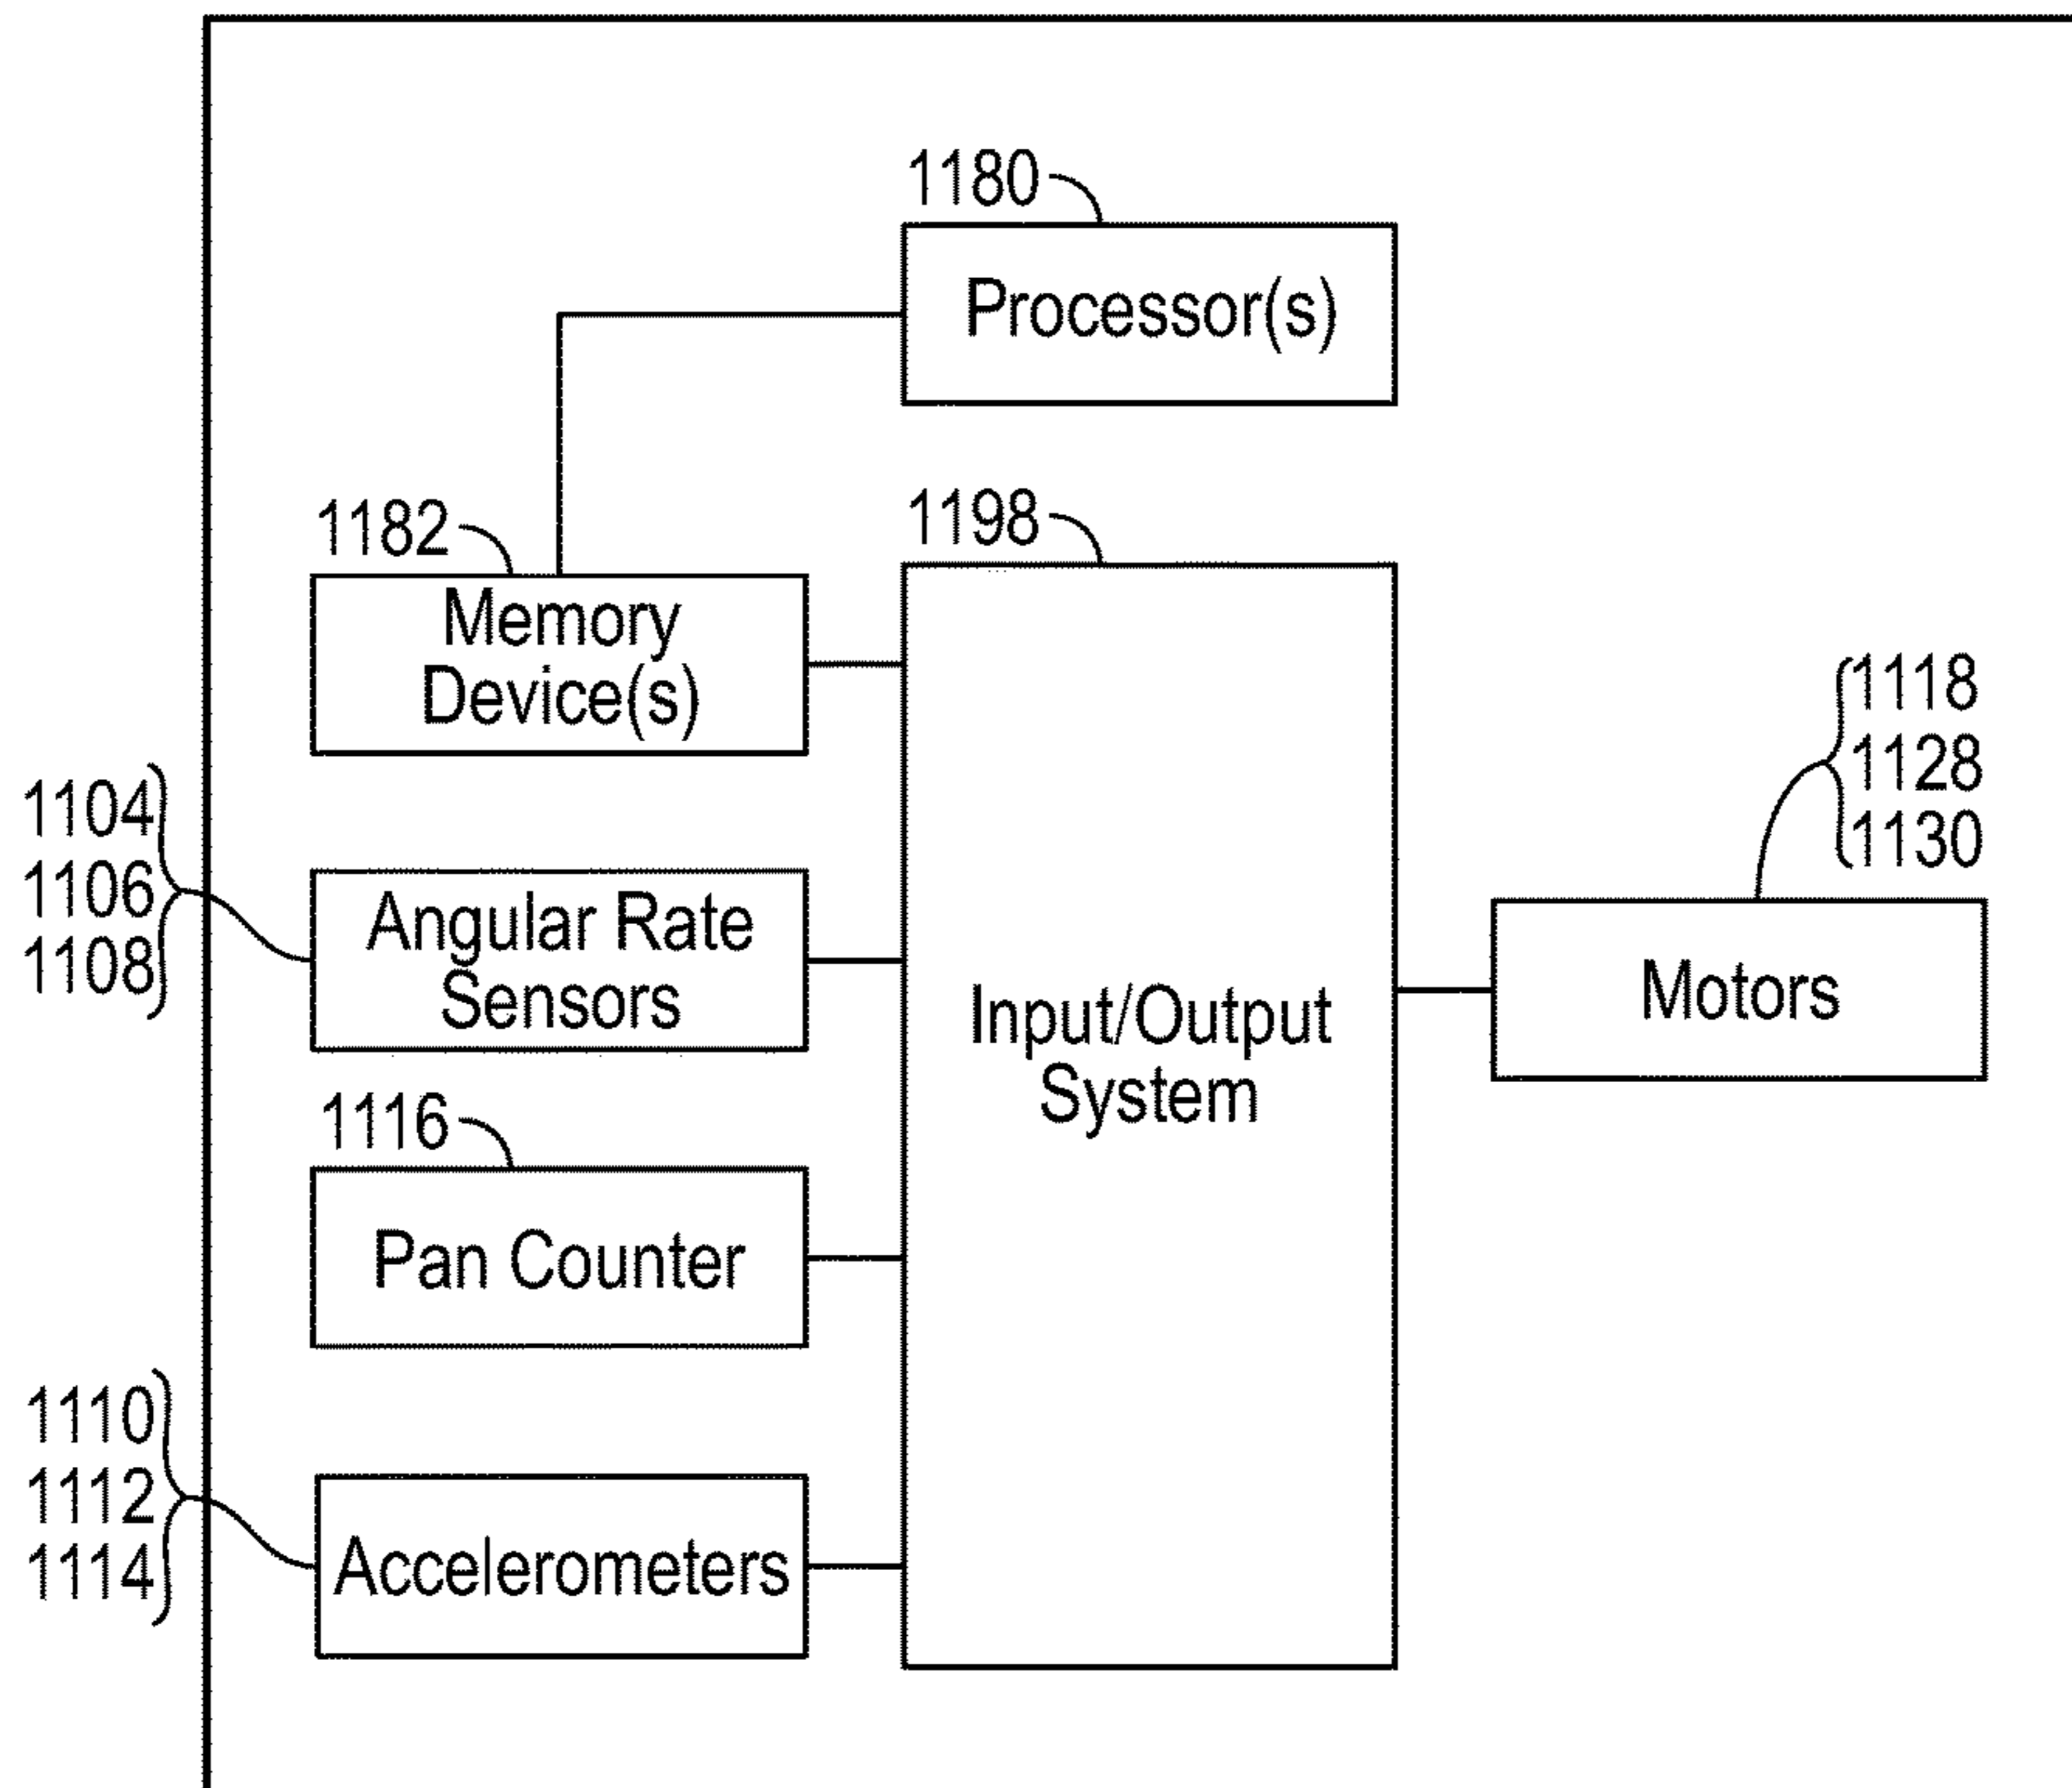 1180
Processor(s)
1182
Memory
Device(s)
1198
Input/Output
System
1118
1128
1130
Motors
1104
1106
1108
Angular Rate
Sensors
1116
Pan Counter
1110
1112
1114
Accelerometers